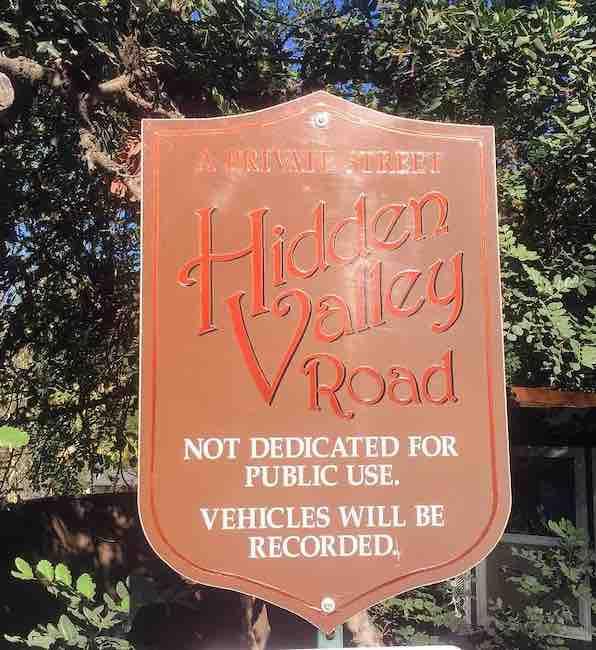 A PRIVATE STREET
Hidden
Valley
Road
NOT DEDICATED FOR
PUBLIC USE.
VEHICLES WILL BE
RECORDED.